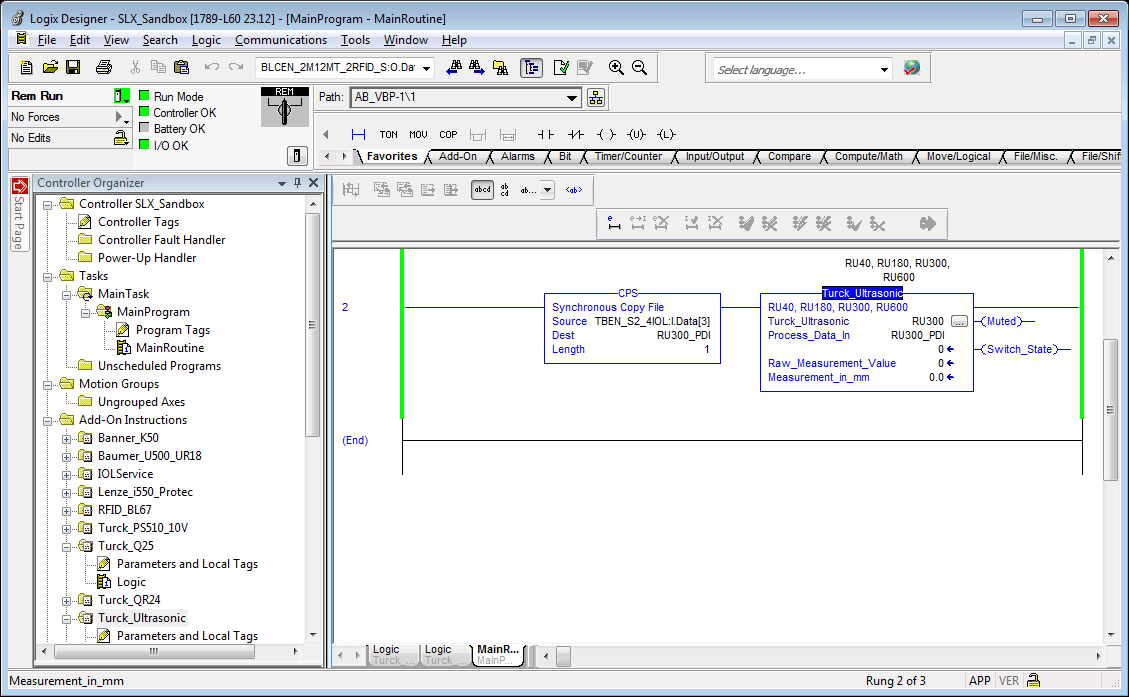 Logix Designer - SLX_Sandbox [1789-L60 23.12] - [MainProgram - MainRoutine]
File Edit View Search Logic Communications Tools Window Help
BLCEN_2M12MT_2RFID_S:O.Da
Select language...
Rem Run
No Forces
No Edits
Run Mode
Controller OK
Battery OK
I/O OK
REM
Path: AB_VBP-1\1
TON MOV COP
(U) (L)
Favorites Add-On Alarms Bit Timer/Counter Input/Output Compare Compute/Math Move/Logical File/Misc. File/Shif
Start Page
Controller Organizer
Controller SLX_Sandbox
Controller Tags
Controller Fault Handler
Power-Up Handler
Tasks
MainTask
MainProgram
Program Tags
MainRoutine
Unscheduled Programs
Motion Groups
Ungrouped Axes
Add-On Instructions
Banner_K50
Baumer_U500_UR18
IOLService
Lenze_i550_Protec
RFID_BL67
Turck_PS510_10V
Turck_Q25
Parameters and Local Tags
Logic
Turck_QR24
Turck_Ultrasonic
Parameters and Local Tags
abcd ab cd ab... <ab>
2
CPS
Synchronous Copy File
Source TBEN_S2_4IOL:I.Data[3]
Dest RU300_PDI
Length 1
RU40, RU180, RU300,
RU600
Turck_Ultrasonic
RU40, RU180, RU300, RU600
Turck_Ultrasonic RU300 ...
Process_Data_In RU300_PDI
0
Raw_Measurement_Value 0
Measurement_in_mm 0.0
(Muted)
(Switch_State)
(End)
Logic
Turck_...
Logic
Turck_...
MainR...
MainP...
Measurement_in_mm
Rung 2 of 3 APP VER